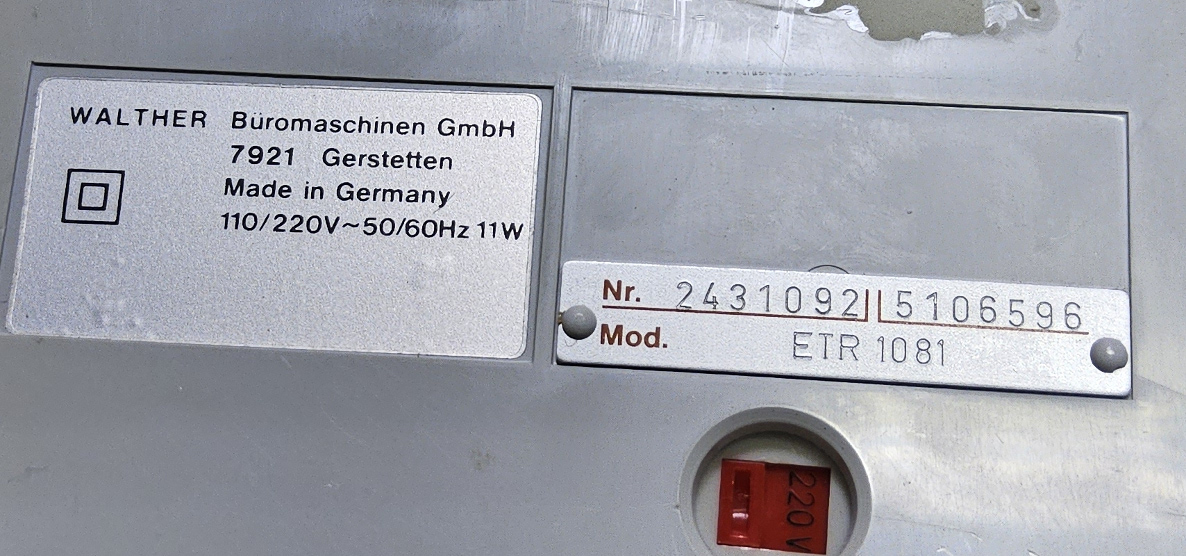 WALTHER Büromaschinen GmbH
7921 Gerstetten
Made in Germany
110/220V~50/60Hz 11W
Nr. 2431092 5106596
Mod. ETR 1081
220 V